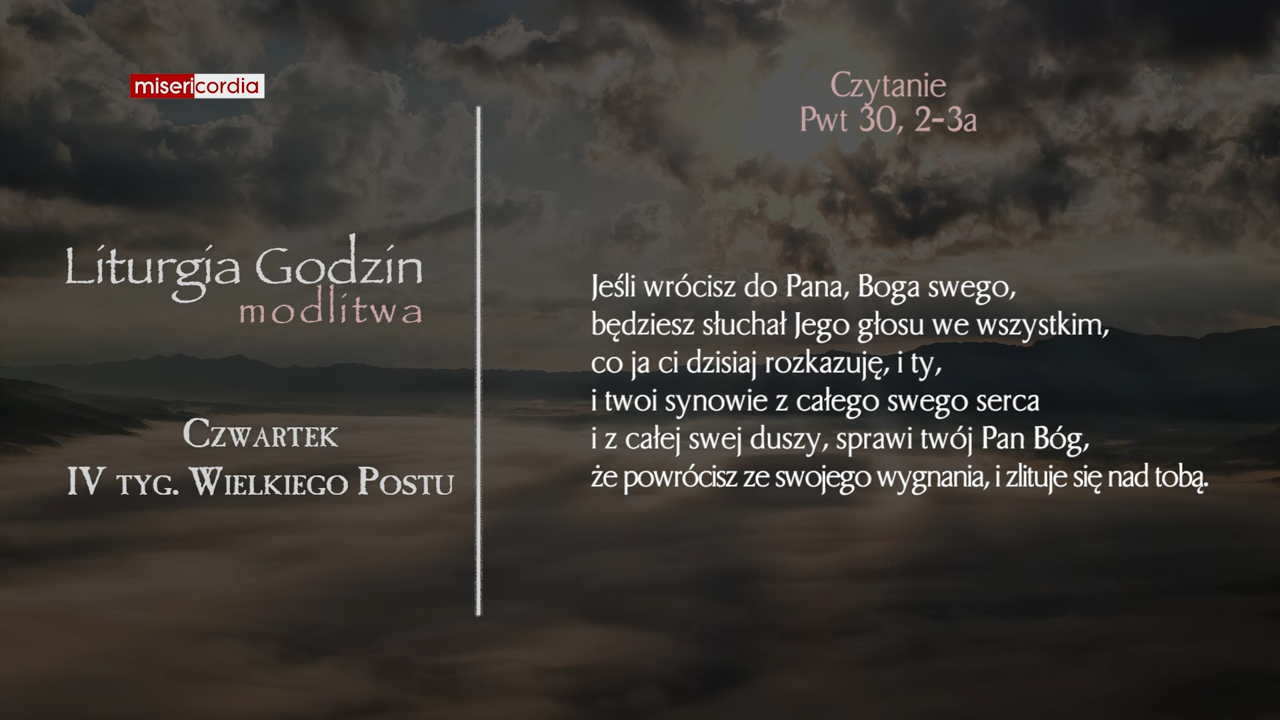 misericordia
Liturgia Godzin
modlitwa
Czwartek
IV tyg. Wielkiego Postu
Czytanie
Pwt 30, 2-3a
Jeśli wrócisz do Pana, Boga swego,
będziesz słuchał Jego głosu we wszystkim,
co ja ci dzisiaj rozkazuję, i ty,
i twoi synowie z całego swego serca
i z całej swej duszy, sprawi twój Pan Bóg,
że powrócisz ze swojego wygnania, i zlituje się nad tobą.